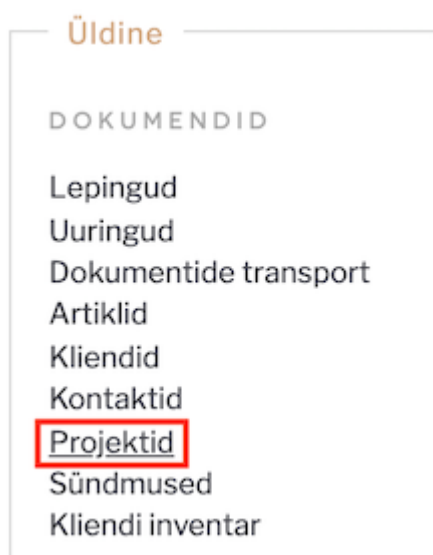 Üldine
DOKUMENDID
Lepingud
Uuringud
Dokumentide transport
Artiklid
Kliendid
Kontaktid
Projektid
Sündmused
Kliendi inventar